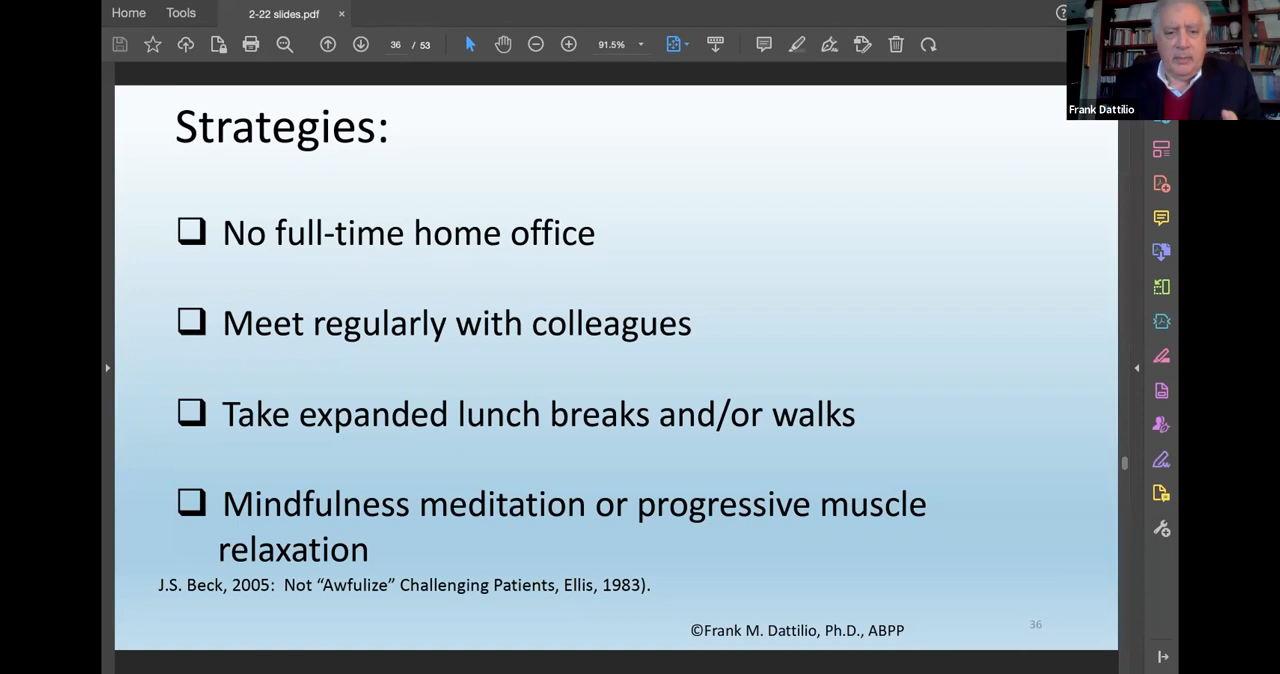 Home Tools 2-22 slides.pdf ×
36 / 53 91.5%
Frank Dattilio
Strategies:
No full-time home office
Meet regularly with colleagues
Take expanded lunch breaks and/or walks
Mindfulness meditation or progressive muscle
relaxation
J.S. Beck, 2005: Not “Awfulize” Challenging Patients, Ellis, 1983).
©Frank M. Dattilio, Ph.D., ABPP
36